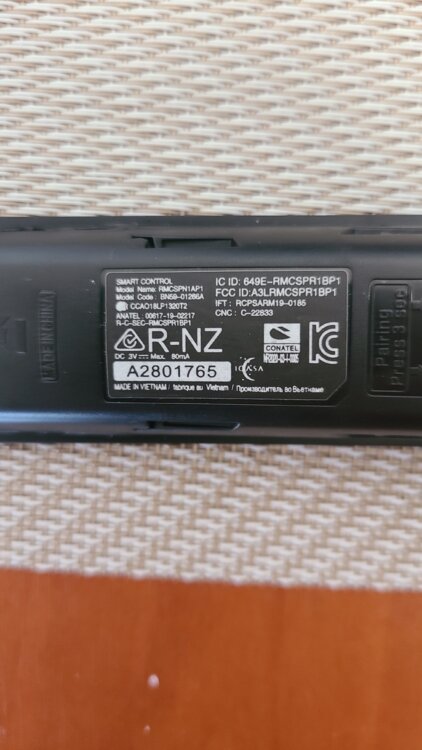 MADE IN CHINA
SMART CONTROL
Model Name: RMCSPN1AP1
Model Code : BN59-01266A
CCAO18LP1320T2
ANATEL : 00617-19-02217
R-C-SEC-RMCSPR1BP1
R-NZ
DC 3V Max. 80mA
A2801765
ICASA
MADE IN VIETNAM / fabriqué au Vietnam / Производитель во Вьетнаме
IC ID: 649E-RMCSPR1BP1
FCC ID:A3LRMCSPR1BP1
IFT : RCPSARM19-0185
CNC : C-22833
CONATEL
Pairing
Press 3 sec